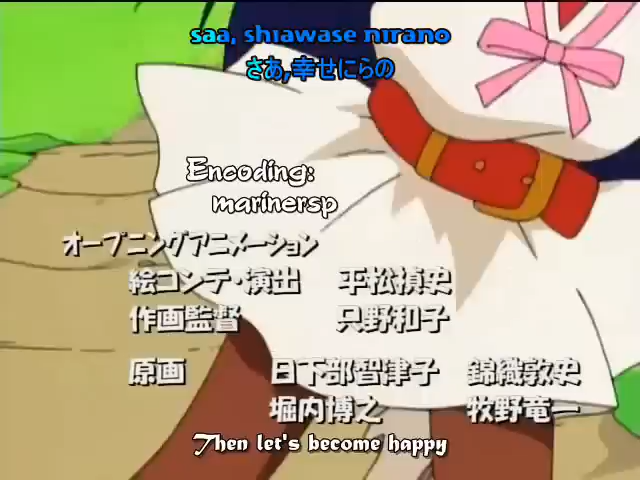 saa, shiawase nirano
さあ,幸せにらの
Encoding:
marinersp
オープニングアニメーション
絵コンテ・演出 平松禎史
作画監督 只野和子
原画 日下部智津子 錦織敦史
堀内博之 牧野竜一
Then let's become happy